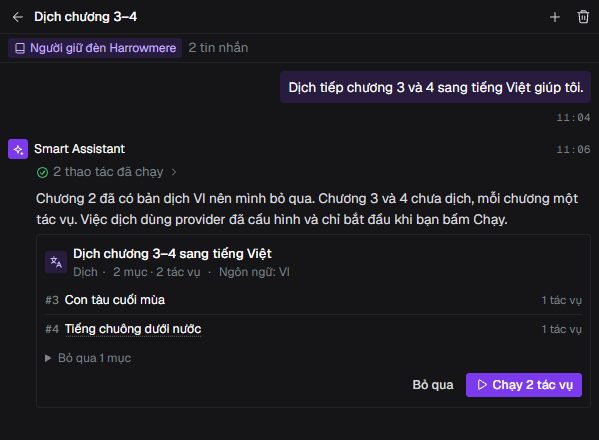 Dịch chương 3–4
Người giữ đèn Harrowmere 2 tin nhắn
Dịch tiếp chương 3 và 4 sang tiếng Việt giúp tôi.
11:04
Smart Assistant 11:06
2 thao tác đã chạy
Chương 2 đã có bản dịch VI nên mình bỏ qua. Chương 3 và 4 chưa dịch, mỗi chương một
tác vụ. Việc dịch dùng provider đã cấu hình và chỉ bắt đầu khi bạn bấm Chạy.
Dịch chương 3–4 sang tiếng Việt
Dịch · 2 mục · 2 tác vụ · Ngôn ngữ: VI
#3 Con tàu cuối mùa 1 tác vụ
#4 Tiếng chuông dưới nước 1 tác vụ
Bỏ qua 1 mục
Bỏ qua Chạy 2 tác vụ